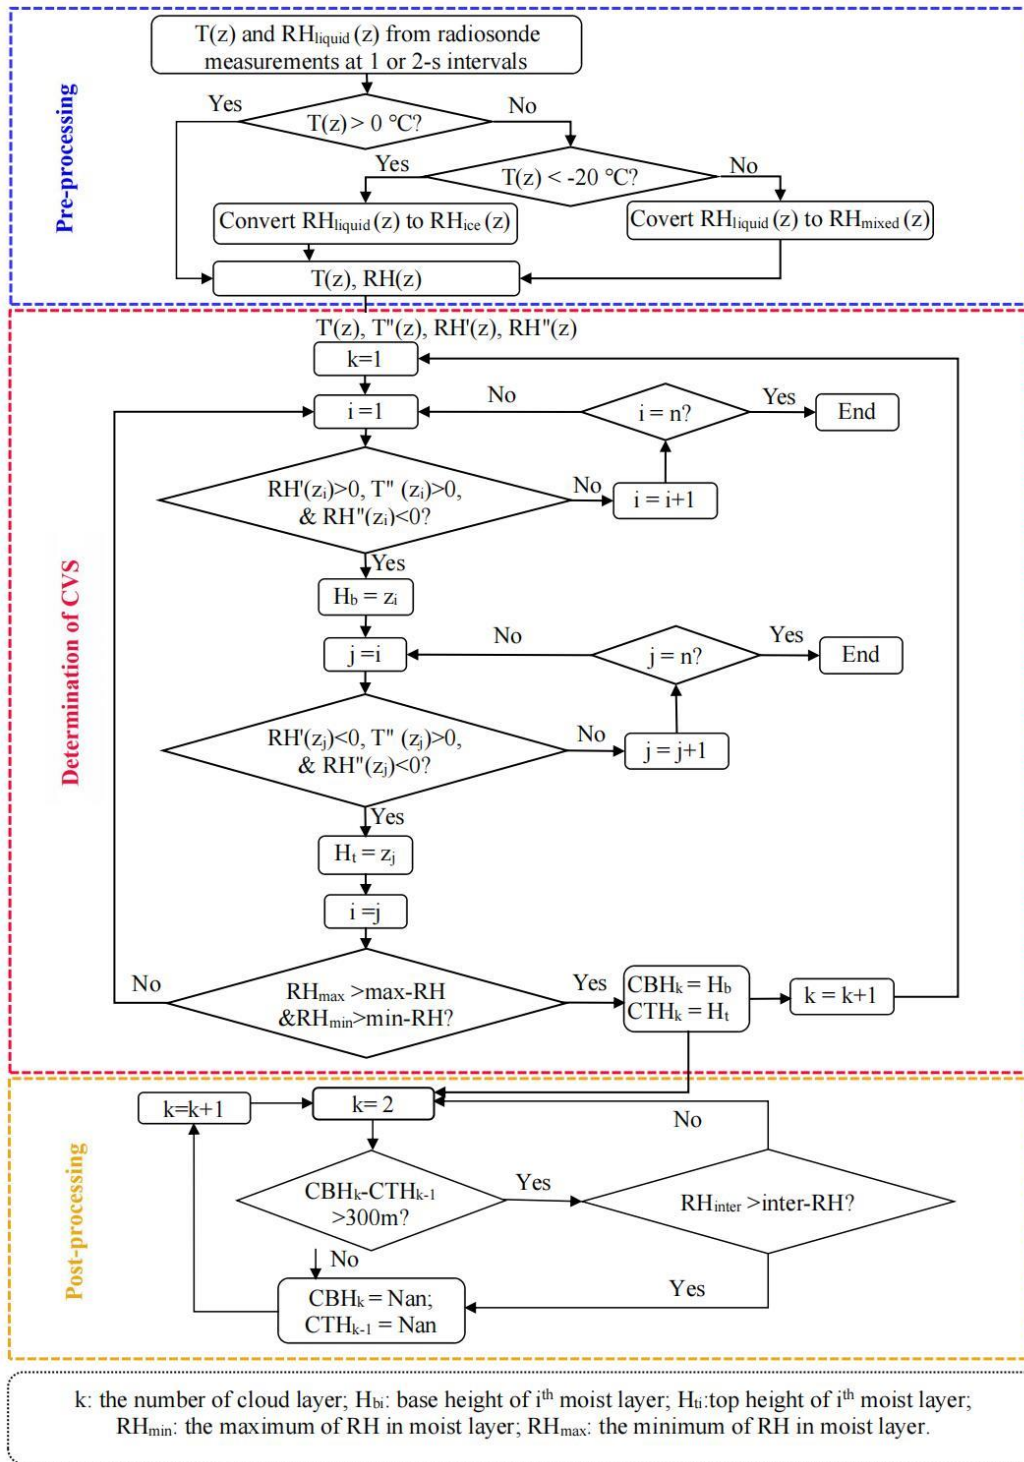 Pre-processing
T(z) and RHliquid (z) from radiosonde
measurements at 1 or 2-s intervals
Yes
T(z) > 0 °C?
No
Yes
T(z) < -20 °C?
No
Convert RHliquid (z) to RHice (z)
Covert RHliquid (z) to RHmixed (z)
T(z), RH(z)
Determination of CVS
T'(z), T''(z), RH'(z), RH''(z)
k=1
i =1
No
i = n?
Yes
End
RH'(zi)>0, T'' (zi)>0,
& RH''(zi)<0?
No
i = i+1
Yes
Hb = zi
j =i
No
j = n?
Yes
End
RH'(zj)<0, T'' (zj)>0,
& RH''(zj)<0?
No
j = j+1
Yes
Ht = zj
i =j
No
RHmax >max-RH
&RHmin>min-RH?
Yes
CBHk = Hb
CTHk = Ht
k = k+1
Post-processing
k=k+1
k= 2
No
CBHk-CTHk-1
>300m?
Yes
RHinter >inter-RH?
No
CBHk = Nan;
CTHk-1 = Nan
Yes
k: the number of cloud layer; Hbi: base height of ith moist layer; Hti:top height of ith moist layer;
RHmin: the maximum of RH in moist layer; RHmax: the minimum of RH in moist layer.